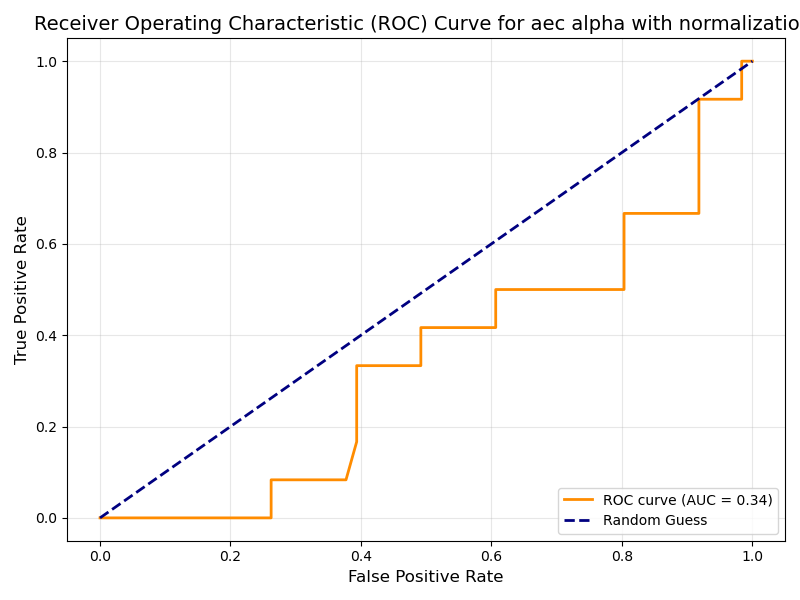 Receiver Operating Characteristic (ROC) Curve for aec alpha with normalizatio
True Positive Rate
1.0
0.8
0.6
0.4
0.2
0.0
ROC curve (AUC = 0.34)
Random Guess
0.0 0.2 0.4 0.6 0.8 1.0
False Positive Rate